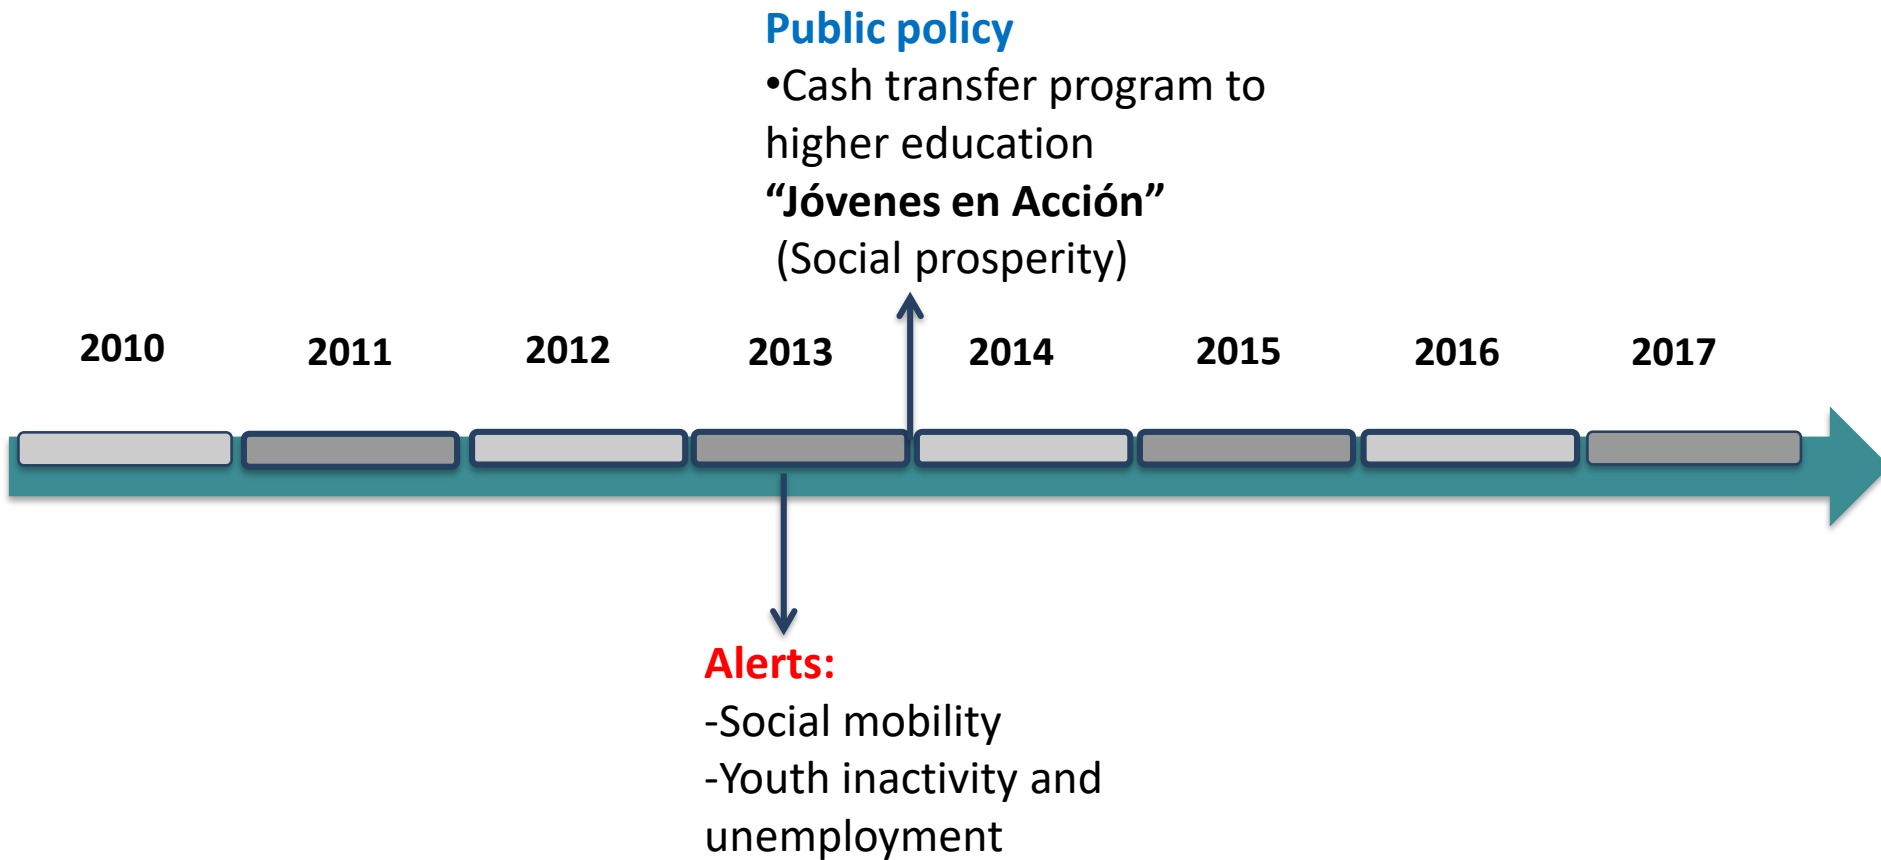 Public policy
•Cash transfer program to
higher education
“Jóvenes en Acción”
(Social prosperity)
2010 2011 2012 2013 2014 2015 2016 2017
Alerts:
-Social mobility
-Youth inactivity and
unemployment